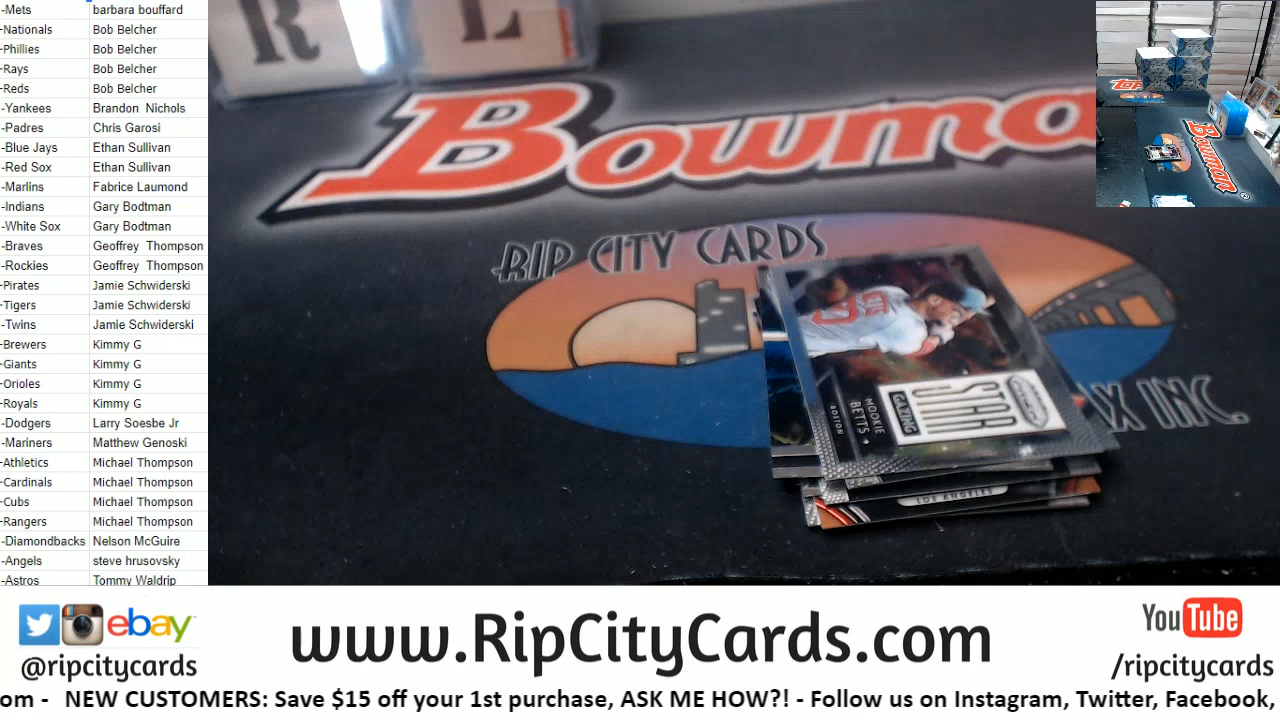 -Mets barbara bouffard
-Nationals Bob Belcher
-Phillies Bob Belcher
-Rays Bob Belcher
-Reds Bob Belcher
-Yankees Brandon Nichols
-Padres Chris Garosi
-Blue Jays Ethan Sullivan
-Red Sox Ethan Sullivan
-Marlins Fabrice Laumond
-Indians Gary Bodtman
-White Sox Gary Bodtman
-Braves Geoffrey Thompson
-Rockies Geoffrey Thompson
-Pirates Jamie Schwiderski
-Tigers Jamie Schwiderski
-Twins Jamie Schwiderski
-Brewers Kimmy G
-Giants Kimmy G
-Orioles Kimmy G
-Royals Kimmy G
-Dodgers Larry Soesbe Jr
-Mariners Matthew Genoski
-Athletics Michael Thompson
-Cardinals Michael Thompson
-Cubs Michael Thompson
-Rangers Michael Thompson
-Diamondbacks Nelson McGuire
-Angels steve hrusovsky
-Astros Tommy Waldrip
R L
Bowma
RIP CITY CARDS
AX INC.
STAR
GAZING
MOOKIE
BETTS
BOSTON
LOS ANGELES
Bowman
ebay
@ripcitycards
www.RipCityCards.com
YouTube
/ripcitycards
om - NEW CUSTOMERS: Save $15 off your 1st purchase, ASK ME HOW?! - Follow us on Instagram, Twitter, Facebook,